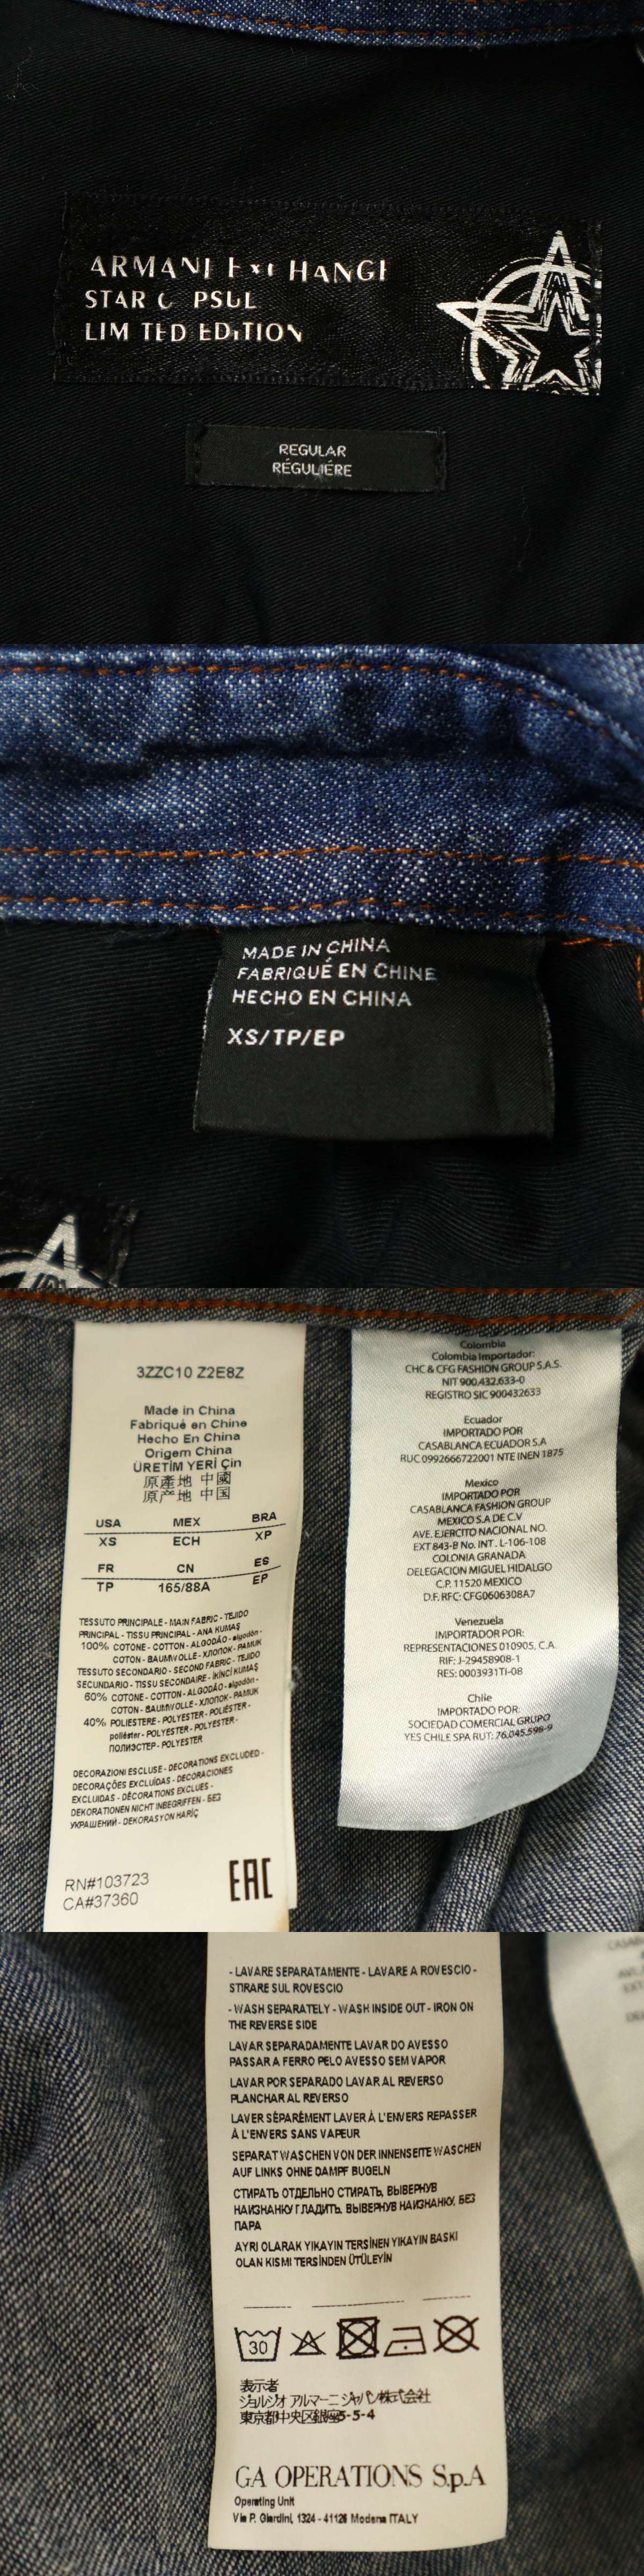 ARMANI EXCHANGE
STAR C PSUL
LIM TED EDITION
REGULAR
RÉGULIÉRE
MADE IN CHINA
FABRIQUÉ EN CHINE
HECHO EN CHINA
XS/TP/EP
3ZZC10 Z2E8Z
Made in China
Fabriqué en Chine
Hecho En China
Origem China
ÜRETİM YERİ Çin
原產地 中國
原产地 中国
USA MEX BRA
XS ECH XP
FR CN ES
TP 165/88A EP
TESSUTO PRINCIPALE - MAIN FABRIC - TEJIDO
PRINCIPAL - TISSU PRINCIPAL - ANA KUMAŞ
100% COTONE - COTTON - ALGODÃO - algodón -
COTON - BAUMWOLLE - ХЛОПОК - PAMUK
TESSUTO SECONDARIO - SECOND FABRIC - TEJIDO
SECUNDARIO - TISSU SECONDAIRE - İKİNCİ KUMAŞ
60% COTONE - COTTON - ALGODÃO - algodón -
COTON - BAUMWOLLE - ХЛОПОК - PAMUK
40% POLIESTERE - POLYESTER - POLIÉSTER -
poliéster - POLYESTER - POLYESTER -
ПОЛИЭСТЕР - POLYESTER
DECORAZIONI ESCLUSE - DECORATIONS EXCLUDED -
DECORAÇÕES EXCLUÍDAS - DECORACIONES
EXCLUIDAS - DÉCORATIONS EXCLUES -
DEKORATIONEN NICHT INBEGRIFFEN - БЕЗ
УКРАШЕНИЙ - DEKORASYON HARİÇ
RN#103723
CA#37360
EAC
Colombia
Colombia Importador:
CHC & CFG FASHION GROUP S.A.S.
NIT 900.432.633-0
REGISTRO SIC 900432633
Ecuador
IMPORTADO POR
CASABLANCA ECUADOR S.A
RUC 0992666722001 NTE INEN 1875
Mexico
IMPORTADO POR
CASABLANCA FASHION GROUP
MEXICO S.A DE C.V
AVE. EJERCITO NACIONAL NO.
EXT 843-B No. INT. L-106-108
COLONIA GRANADA
DELEGACION MIGUEL HIDALGO
C.P. 11520 MEXICO
D.F. RFC: CFG0606308A7
Venezuela
IMPORTADOR POR:
REPRESENTACIONES 010905, C.A.
RIF: J-29458908-1
RES: 0003931TI-08
Chile
IMPORTADO POR:
SOCIEDAD COMERCIAL GRUPO
YES CHILE SPA RUT: 76.045.598-9
- LAVARE SEPARATAMENTE - LAVARE A ROVESCIO -
STIRARE SUL ROVESCIO
- WASH SEPARATELY - WASH INSIDE OUT - IRON ON
THE REVERSE SIDE
LAVAR SEPARADAMENTE LAVAR DO AVESSO
PASSAR A FERRO PELO AVESSO SEM VAPOR
LAVAR POR SEPARADO LAVAR AL REVERSO
PLANCHAR AL REVERSO
LAVER SÉPARÉMENT LAVER À L'ENVERS REPASSER
À L'ENVERS SANS VAPEUR
SEPARAT WASCHEN VON DER INNENSEITE WASCHEN
AUF LINKS OHNE DAMPF BUGELN
СТИРАТЬ ОТДЕЛЬНО СТИРАТЬ, ВЫВЕРНУВ
НАИЗНАНКУ ГЛАДИТЬ, ВЫВЕРНУВ НАИЗНАНКУ, БЕЗ
ПАРА
AYRI OLARAK YIKAYIN TERSİNEN YIKAYIN BASKI
OLAN KISMI TERSİNDEN ÜTÜLEYİN
30
表示者
ジョルジオ アルマーニ ジャパン株式会社
東京都中央区銀座5-5-4
GA OPERATIONS S.p.A
Operating Unit
Via P. Giardini, 1324 - 41126 Modena ITALY